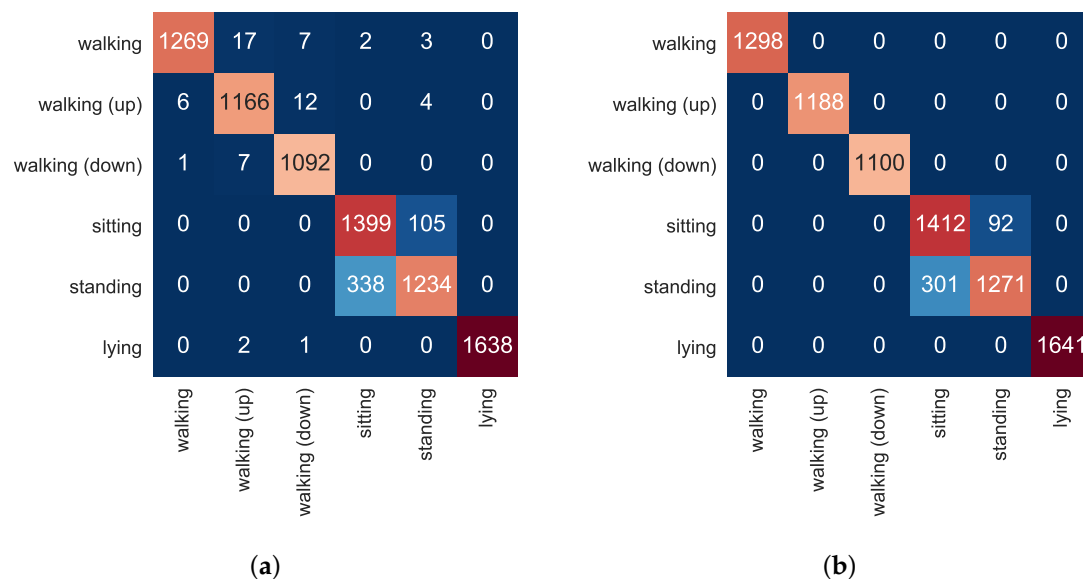 walking 1269 17 7 2 3 0
walking (up) 6 1166 12 0 4 0
walking (down) 1 7 1092 0 0 0
sitting 0 0 0 1399 105 0
standing 0 0 0 338 1234 0
lying 0 2 1 0 0 1638
walking
walking (up)
walking (down)
sitting
standing
lying
(a)
walking 1298 0 0 0 0 0
walking (up) 0 1188 0 0 0 0
walking (down) 0 0 1100 0 0 0
sitting 0 0 0 1412 92 0
standing 0 0 0 301 1271 0
lying 0 0 0 0 0 1641
walking
walking (up)
walking (down)
sitting
standing
lying
(b)